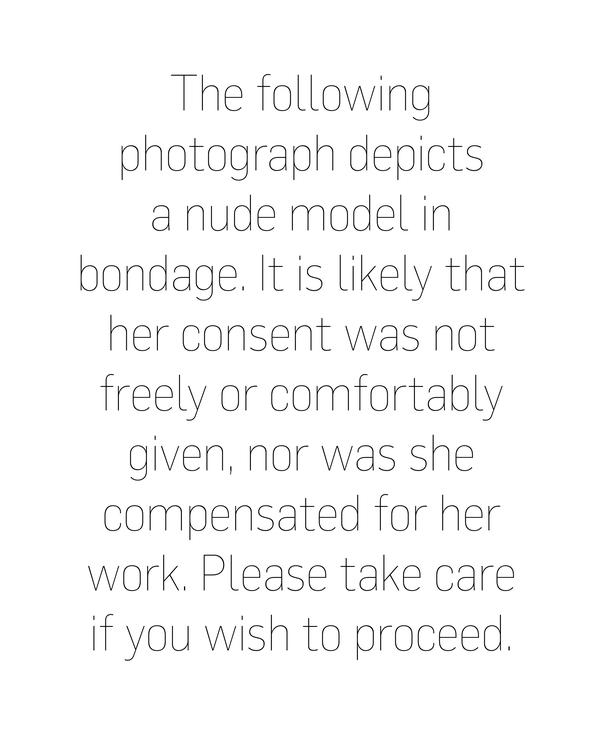 The following
photograph depicts
a nude model in
bondage. It is likely that
her consent was not
freely or comfortably
given, nor was she
compensated for her
work. Please take care
if you wish to proceed.